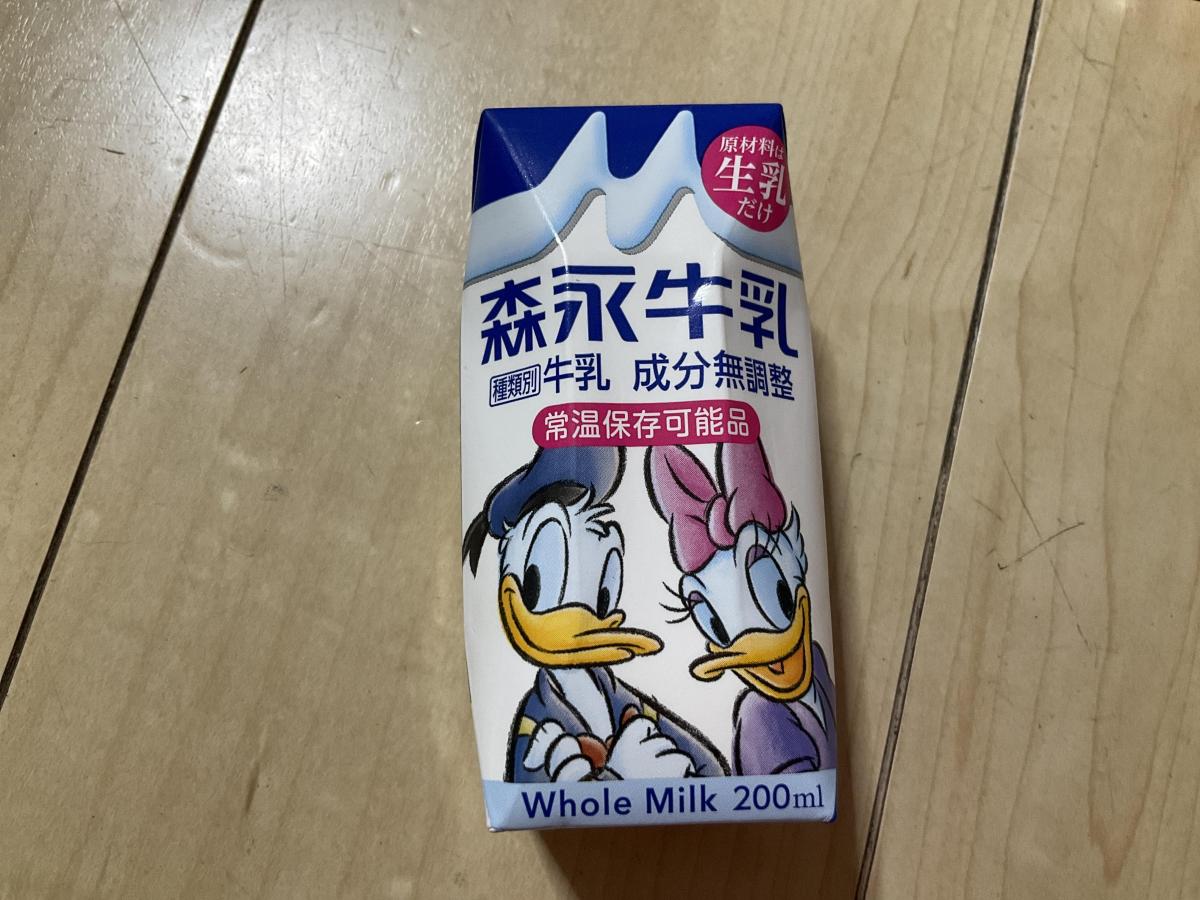 原材料は
生乳
だけ
森永牛乳
種類別 牛乳 成分無調整
常温保存可能品
Whole Milk 200ml